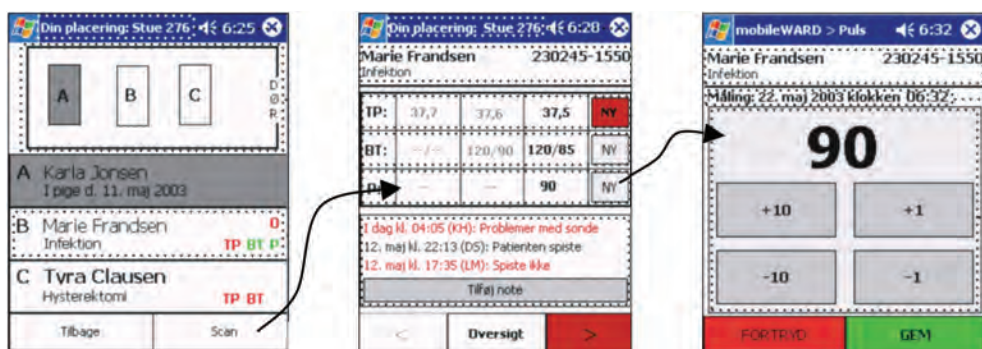 Din placering: Stue 276 6:25
A B C DØR
A Karla Jonsen
I pige d. 11. maj 2003
B Marie Frandsen 0
Infektion TP BT P
C Tyra Clausen
Hysterektomi TP BT
Tilbage Scan
Din placering: Stue 276 6:28
Marie Frandsen 230245-1550
Infektion
TP: 37,7 37,6 37,5 NY
BT: --/-- 120/90 120/85 NY
P: -- -- 90 NY
I dag kl. 04:05 (KH): Problemer med sonde
12. maj kl. 22:13 (DS): Patienten spiste
12. maj kl. 17:35 (LM): Spiste ikke
Tilføj note
< Oversigt >
mobileWARD > Puls 6:32
Marie Frandsen 230245-1550
Infektion
Måling: 22. maj 2003 klokken 06:32
90
+10 +1
-10 -1
FORTRYD GEM